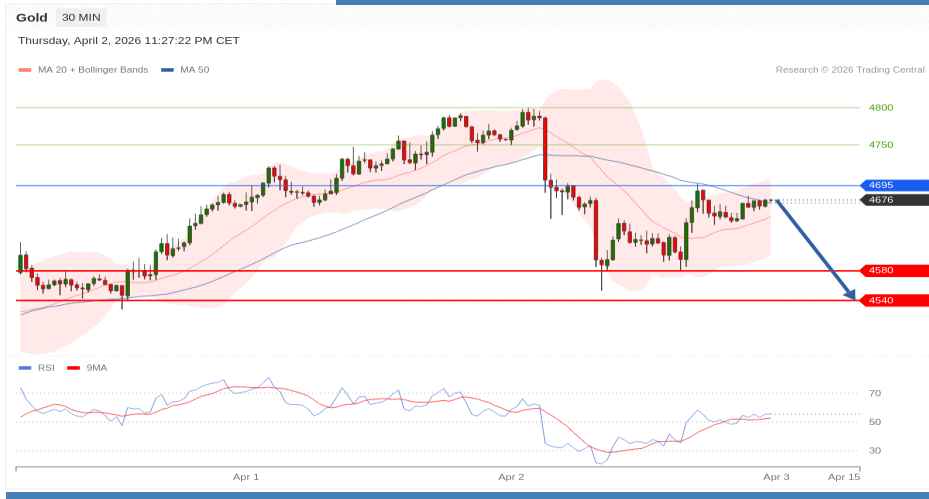 Gold 30 MIN
Thursday, April 2, 2026 11:27:22 PM CET
MA 20 + Bollinger Bands MA 50
Research © 2026 Trading Central
4800
4750
4695
4676
4580
4540
RSI 9MA
70
50
30
Apr 1 Apr 2 Apr 3 Apr 15